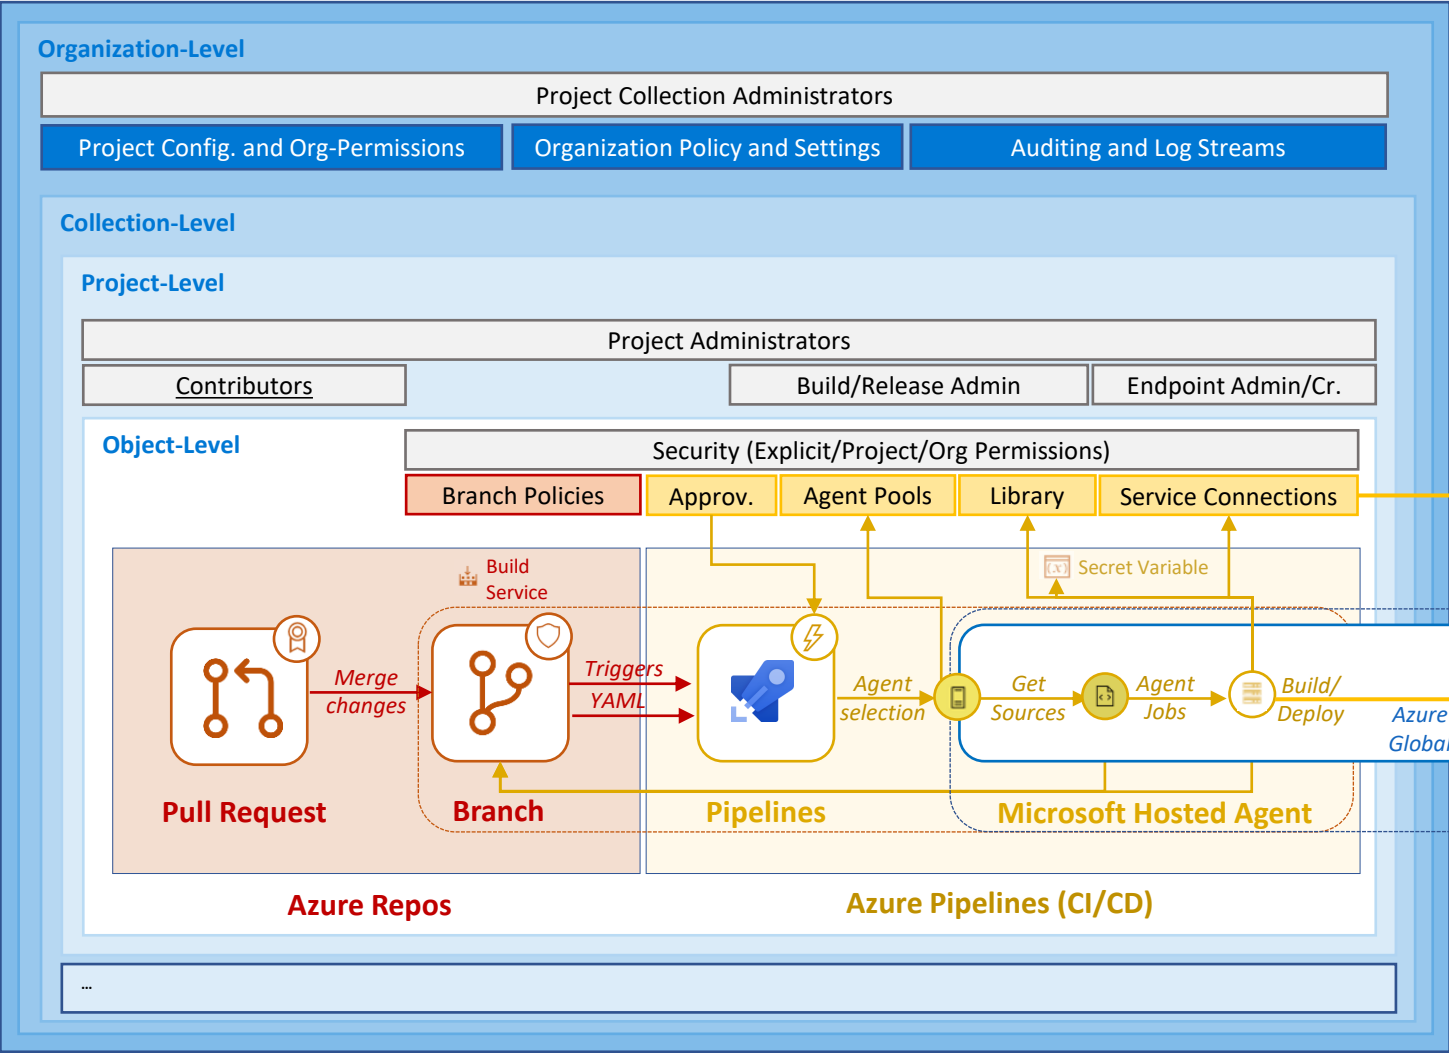 Organization-Level
Project Collection Administrators
Project Config. and Org-Permissions
Organization Policy and Settings
Auditing and Log Streams
Collection-Level
Project-Level
Project Administrators
Contributors
Build/Release Admin
Endpoint Admin/Cr.
Object-Level
Security (Explicit/Project/Org Permissions)
Branch Policies
Approv.
Agent Pools
Library
Service Connections
Build
Service
(x) Secret Variable
Merge
changes
Triggers
YAML
Agent
selection
Get
Sources
Agent
Jobs
Build/
Deploy
Azure
Global
Pull Request
Branch
Pipelines
Microsoft Hosted Agent
Azure Repos
Azure Pipelines (CI/CD)
...